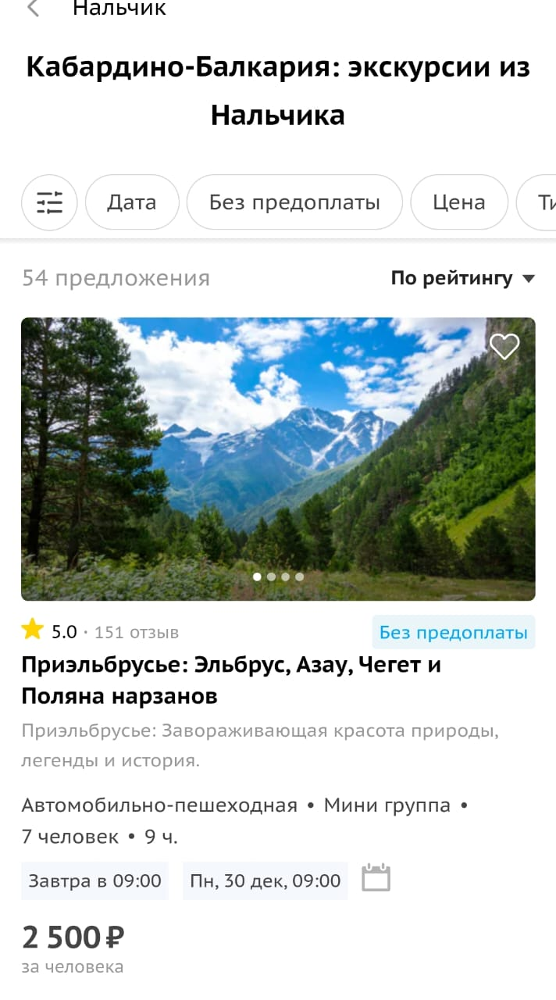 Нальчик
Кабардино-Балкария: экскурсии из
Нальчика
Дата
Без предоплаты
Цена
Ти
54 предложения
По рейтингу
5.0 · 151 отзыв
Без предоплаты
Приэльбрусье: Эльбрус, Азау, Чегет и
Поляна нарзанов
Приэльбрусье: Завораживающая красота природы,
легенды и история.
Автомобильно-пешеходная • Мини группа •
7 человек • 9 ч.
Завтра в 09:00
Пн, 30 дек, 09:00
2 500 ₽
за человека